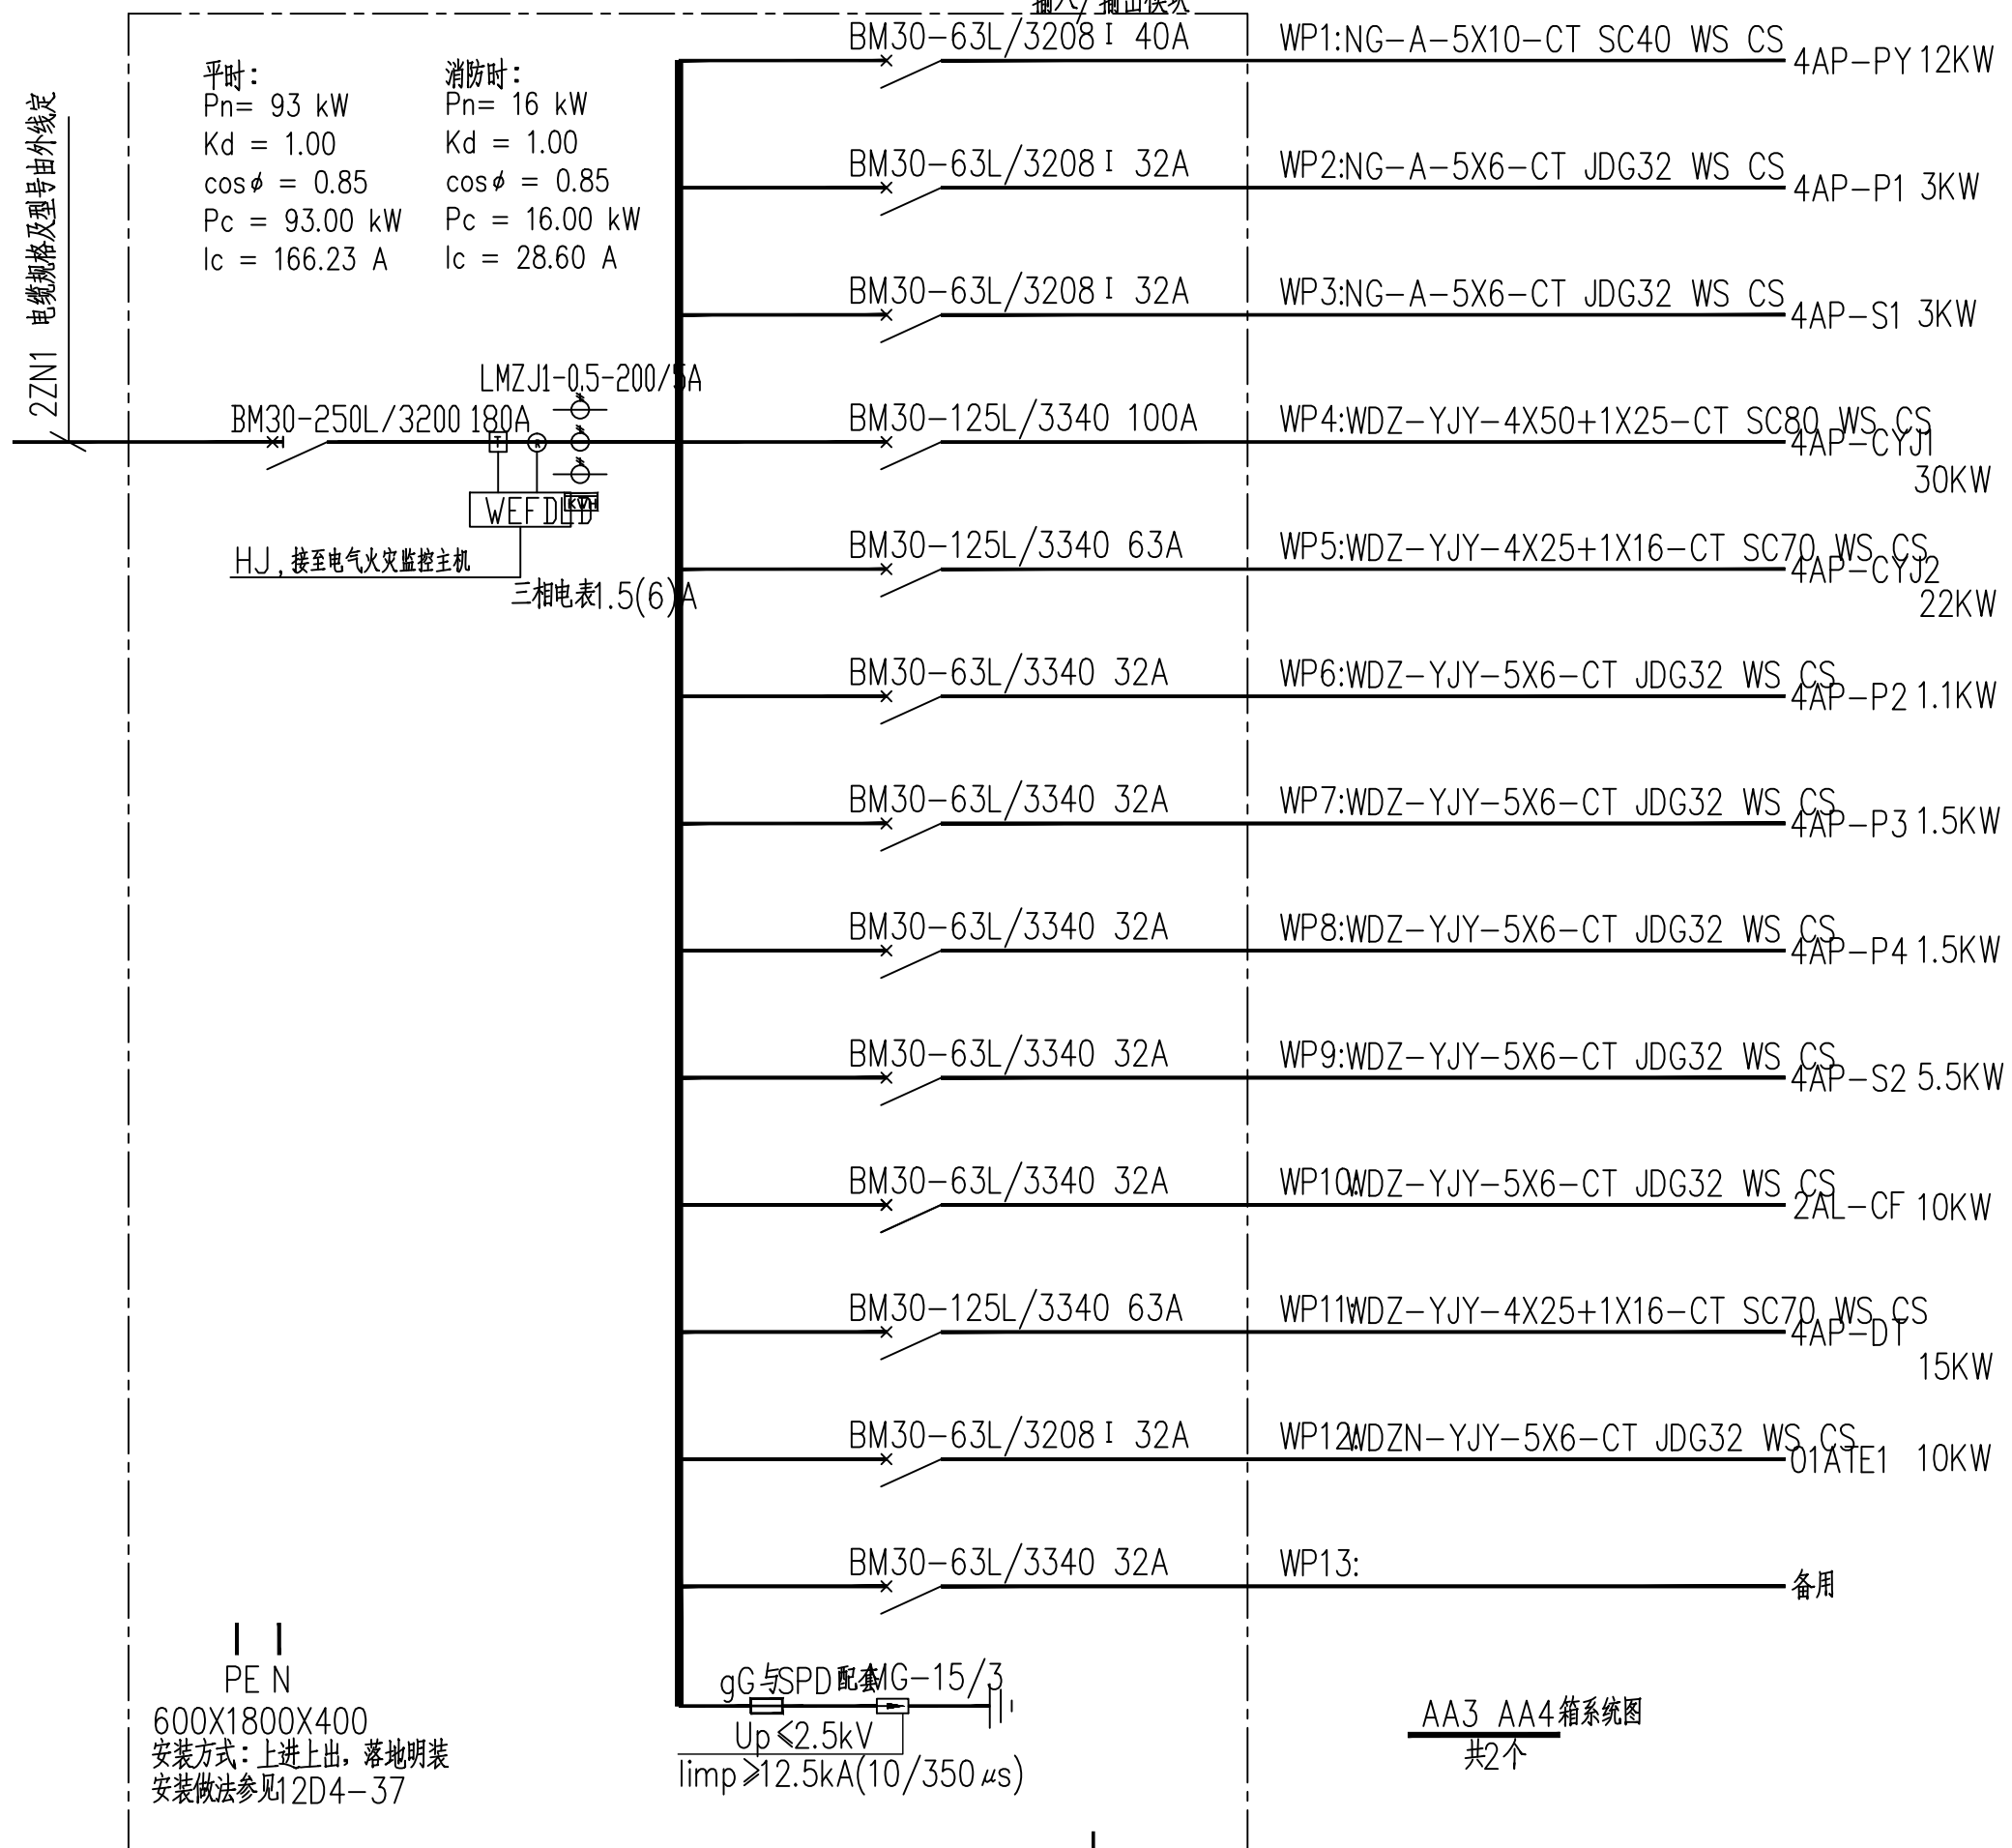 平时：
Pn= 93 kW
Kd = 1.00
cosφ = 0.85
Pc = 93.00 kW
Ic = 166.23 A
消防时：
Pn= 16 kW
Kd = 1.00
cosφ = 0.85
Pc = 16.00 kW
Ic = 28.60 A
2ZN1 电缆规格及型号由外线定
BM30-250L/3200 180A
LMZJ1-0.5-200/5A
WEFDLD
KWH
HJ,接至电气火灾监控主机
三相电表1.5(6)A
BM30-63L/3208I 40A WP1:NG-A-5X10-CT SC40 WS CS 4AP-PY 12KW
BM30-63L/3208I 32A WP2:NG-A-5X6-CT JDG32 WS CS 4AP-P1 3KW
BM30-63L/3208I 32A WP3:NG-A-5X6-CT JDG32 WS CS 4AP-S1 3KW
BM30-125L/3340 100A WP4:WDZ-YJY-4X50+1X25-CT SC80 WS CS 4AP-CYJ1
30KW
BM30-125L/3340 63A WP5:WDZ-YJY-4X25+1X16-CT SC70 WS CS 4AP-CYJ2
22KW
BM30-63L/3340 32A WP6:WDZ-YJY-5X6-CT JDG32 WS CS 4AP-P2 1.1KW
BM30-63L/3340 32A WP7:WDZ-YJY-5X6-CT JDG32 WS CS 4AP-P3 1.5KW
BM30-63L/3340 32A WP8:WDZ-YJY-5X6-CT JDG32 WS CS 4AP-P4 1.5KW
BM30-63L/3340 32A WP9:WDZ-YJY-5X6-CT JDG32 WS CS 4AP-S2 5.5KW
BM30-63L/3340 32A WP10:WDZ-YJY-5X6-CT JDG32 WS CS 2AL-CF 10KW
BM30-125L/3340 63A WP11:WDZ-YJY-4X25+1X16-CT SC70 WS CS 4AP-DT
15KW
BM30-63L/3208I 32A WP12:WDZN-YJY-5X6-CT JDG32 WS CS 01ATE1 10KW
BM30-63L/3340 32A WP13: 备用
PE N
600X1800X400
安装方式：上进上出，落地明装
安装做法参见12D4-37
gG与SPD配套 MG-15/3
Up≤2.5kV
Iimp≥12.5kA(10/350μs)
AA3 AA4箱系统图
共2个